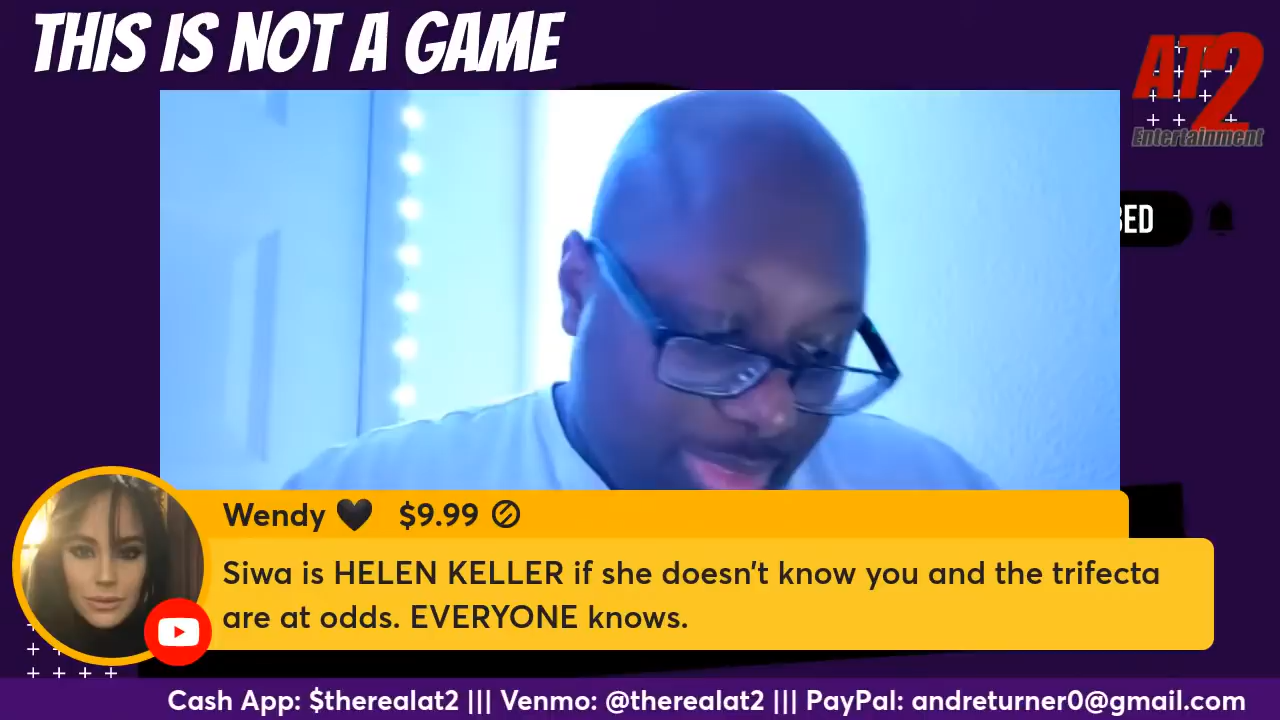 THIS IS NOT A GAME
AT2
Entertainment
BED
Wendy 🖤 $9.99
Siwa is HELEN KELLER if she doesn't know you and the trifecta
are at odds. EVERYONE knows.
Cash App: $therealat2 ||| Venmo: @therealat2 ||| PayPal: andreturner0@gmail.com